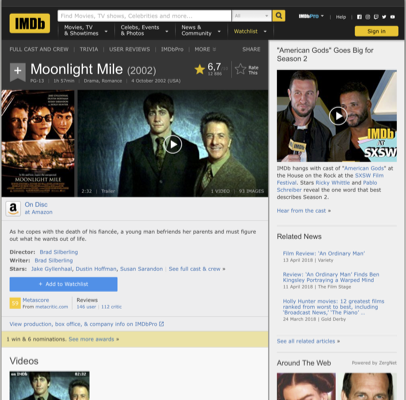 IMDb
Find Movies, TV shows, Celebrities and more...
All
IMDbPro
Help
Movies, TV
& Showtimes
Celebs, Events
& Photos
News &
Community
Watchlist
Sign in
FULL CAST AND CREW | TRIVIA | USER REVIEWS | IMDbPro | MORE
SHARE
Moonlight Mile (2002)
6,7
Rate
This
PG-13 | 1h 57min | Drama, Romance | 4 October 2002 (USA)
MOONLIGHT MILE
2:32 | Trailer
1 VIDEO | 93 IMAGES
On Disc
at Amazon
As he copes with the death of his fiancée, a young man befriends her parents and must figure
out what he wants out of life.
Director: Brad Silberling
Writer: Brad Silberling
Stars: Jake Gyllenhaal, Dustin Hoffman, Susan Sarandon | See full cast & crew »
+ Add to Watchlist
Metascore
From metacritic.com
Reviews
146 user | 112 critic
View production, box office, & company info on IMDbPro
1 win & 6 nominations. See more awards »
Videos
"American Gods" Goes Big for
Season 2
IMDb
at
SXSW
IMDb hangs with cast of "American Gods" at
the House on the Rock at the SXSW Film
Festival. Stars Ricky Whittle and Pablo
Schreiber reveal the one word that best
describes Season 2.
Hear from the cast »
Related News
Film Review: 'An Ordinary Man'
13 April 2018 | Variety
Review: 'An Ordinary Man' Finds Ben
Kingsley Portraying a Warped Mind
11 April 2018 | The Film Stage
Holly Hunter movies: 12 greatest films
ranked from worst to best, including
'Broadcast News,' 'The Piano' ...
24 March 2018 | Gold Derby
See all related articles »
Around The Web
Powered by ZergNet